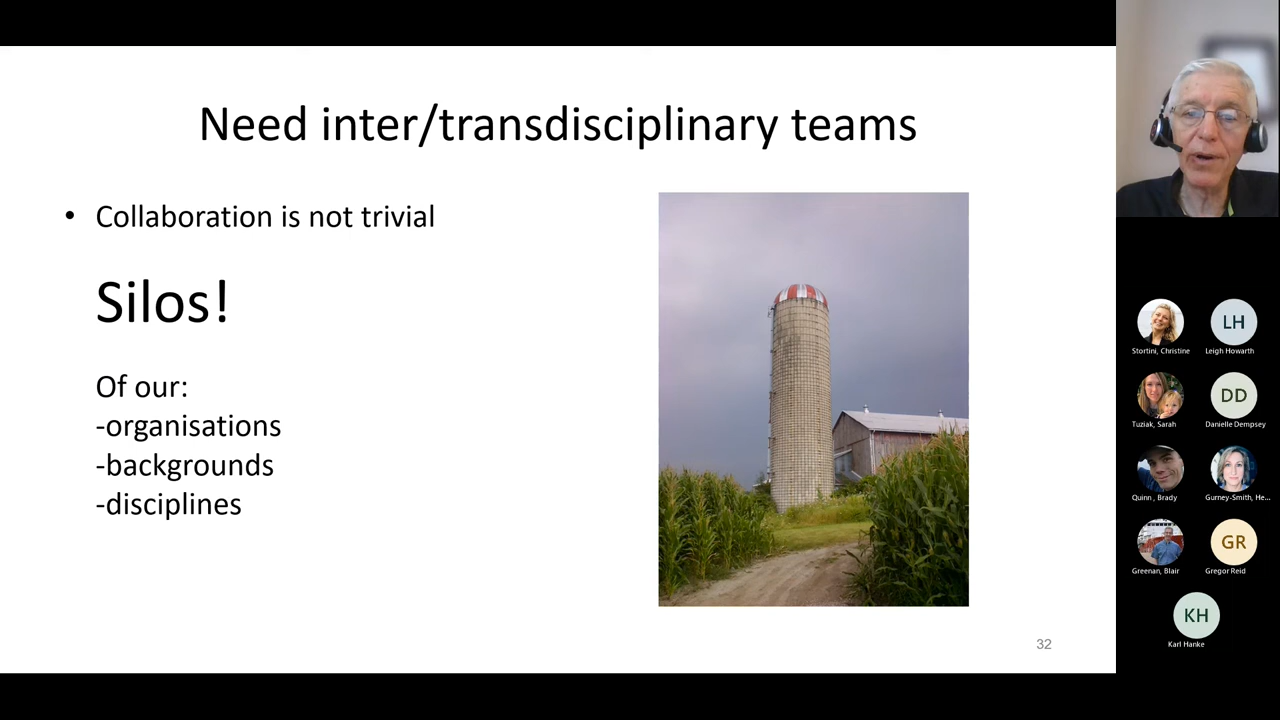 Need inter/transdisciplinary teams
• Collaboration is not trivial
Silos!
Of our:
-organisations
-backgrounds
-disciplines
32
Stortini, Christine
LH
Leigh Howarth
Tuziak, Sarah
DD
Danielle Dempsey
Quinn , Brady
Gurney-Smith, He...
Greenan, Blair
GR
Gregor Reid
KH
Karl Hanke